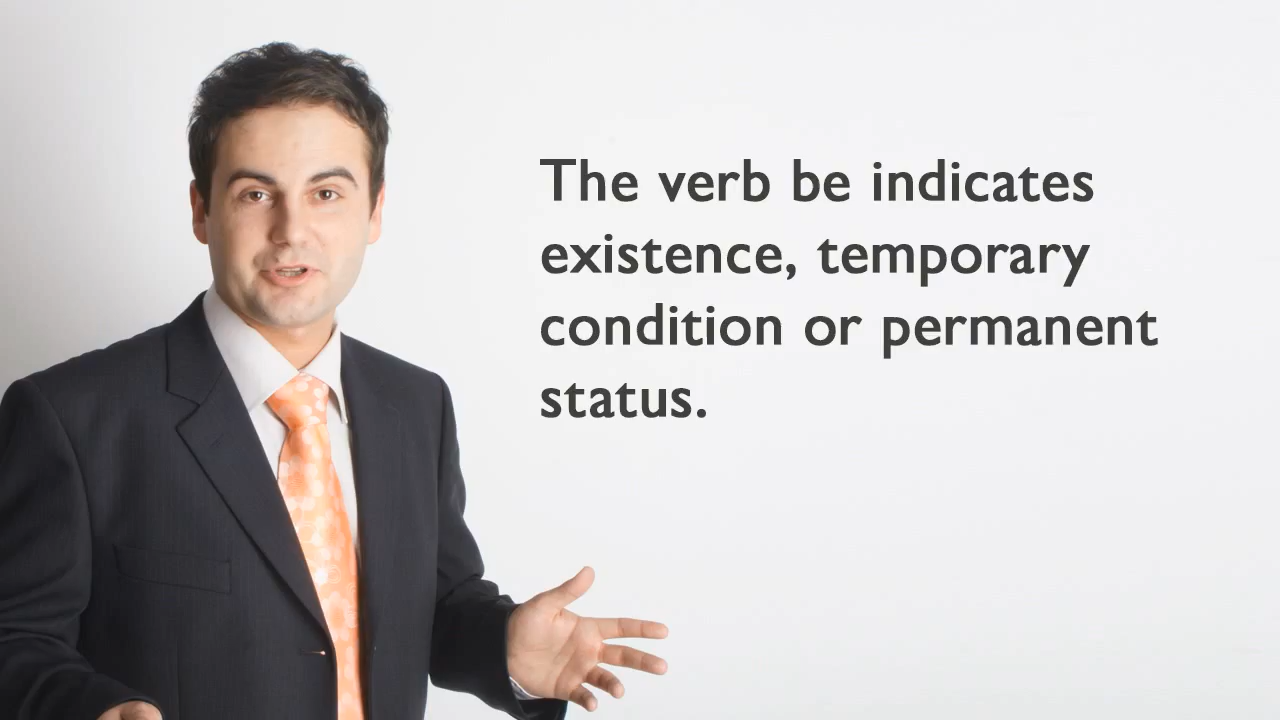 The verb be indicates
existence, temporary
condition or permanent
status.